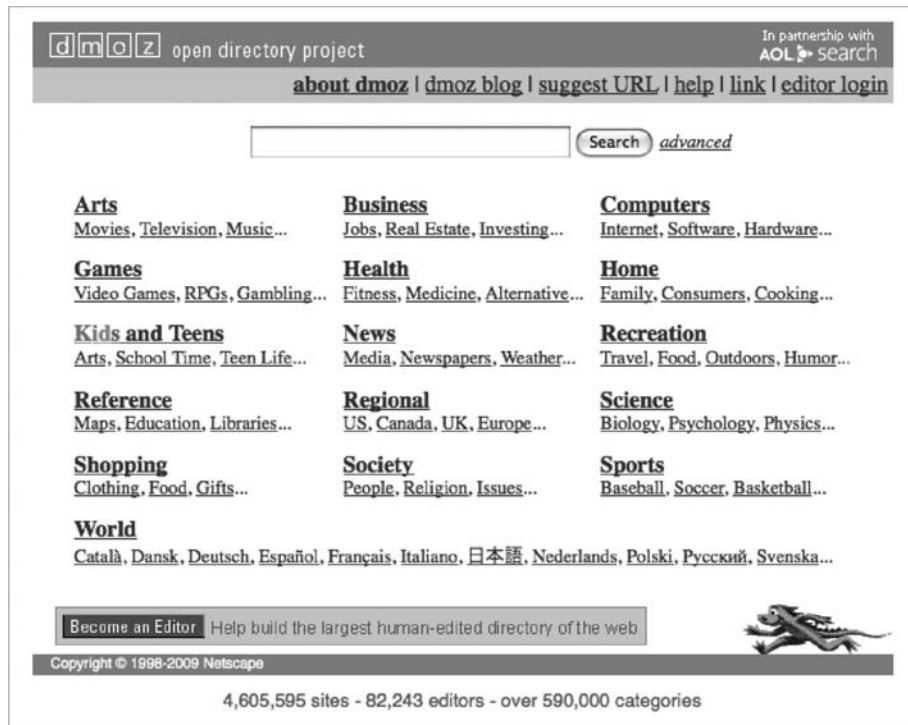 dmoz open directory project
In partnership with
AOL search
about dmoz | dmoz blog | suggest URL | help | link | editor login
Search advanced
Arts Business Computers
Movies, Television, Music... Jobs, Real Estate, Investing... Internet, Software, Hardware...
Games Health Home
Video Games, RPGs, Gambling... Fitness, Medicine, Alternative... Family, Consumers, Cooking...
Kids and Teens News Recreation
Arts, School Time, Teen Life... Media, Newspapers, Weather... Travel, Food, Outdoors, Humor...
Reference Regional Science
Maps, Education, Libraries... US, Canada, UK, Europe... Biology, Psychology, Physics...
Shopping Society Sports
Clothing, Food, Gifts... People, Religion, Issues... Baseball, Soccer, Basketball...
World
Català, Dansk, Deutsch, Español, Français, Italiano, 日本語, Nederlands, Polski, Русский, Svenska...
Become an Editor Help build the largest human-edited directory of the web
Copyright © 1998-2009 Netscape
4,605,595 sites - 82,243 editors - over 590,000 categories